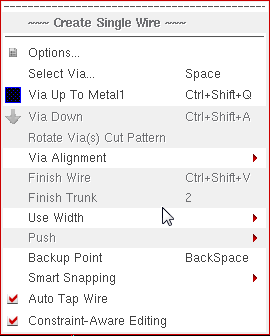 ~~~ Create Single Wire ~~~
Options...
Select Via... Space
Via Up To Metal1 Ctrl+Shift+Q
Via Down Ctrl+Shift+A
Rotate Via(s) Cut Pattern
Via Alignment
Finish Wire Ctrl+Shift+V
Finish Trunk 2
Use Width
Push
Backup Point BackSpace
Smart Snapping
Auto Tap Wire
Constraint-Aware Editing